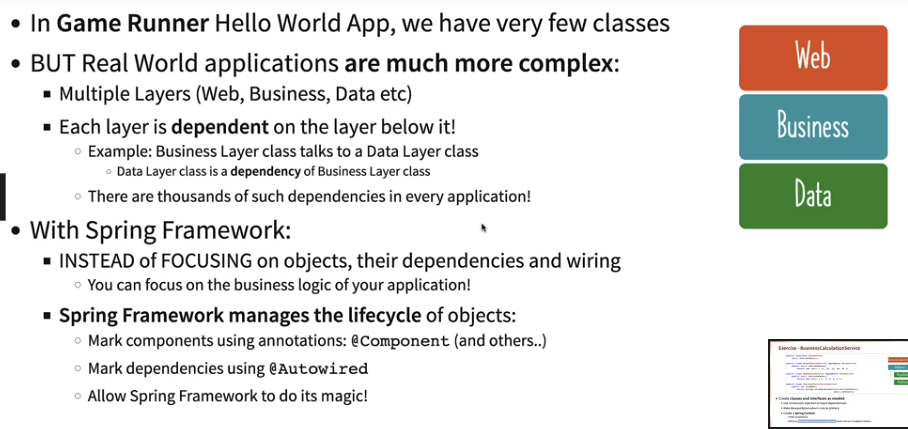 In Game Runner Hello World App, we have very few classes
BUT Real World applications are much more complex:
Multiple Layers (Web, Business, Data etc)
Each layer is dependent on the layer below it!
Example: Business Layer class talks to a Data Layer class
Data Layer class is a dependency of Business Layer class
There are thousands of such dependencies in every application!
With Spring Framework:
INSTEAD of FOCUSING on objects, their dependencies and wiring
You can focus on the business logic of your application!
Spring Framework manages the lifecycle of objects:
Mark components using annotations: @Component (and others..)
Mark dependencies using @Autowired
Allow Spring Framework to do its magic!
Web
Business
Data
Exercise - BusinessCalculationService